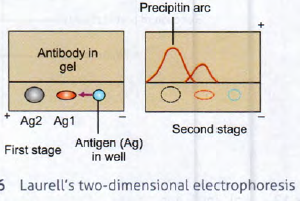 Precipitin arc
+
Antibody in
gel
+ Ag2 Ag1 –
–
Antigen (Ag)
in well
First stage
Second stage
6 Laurell's two-dimensional electrophoresis